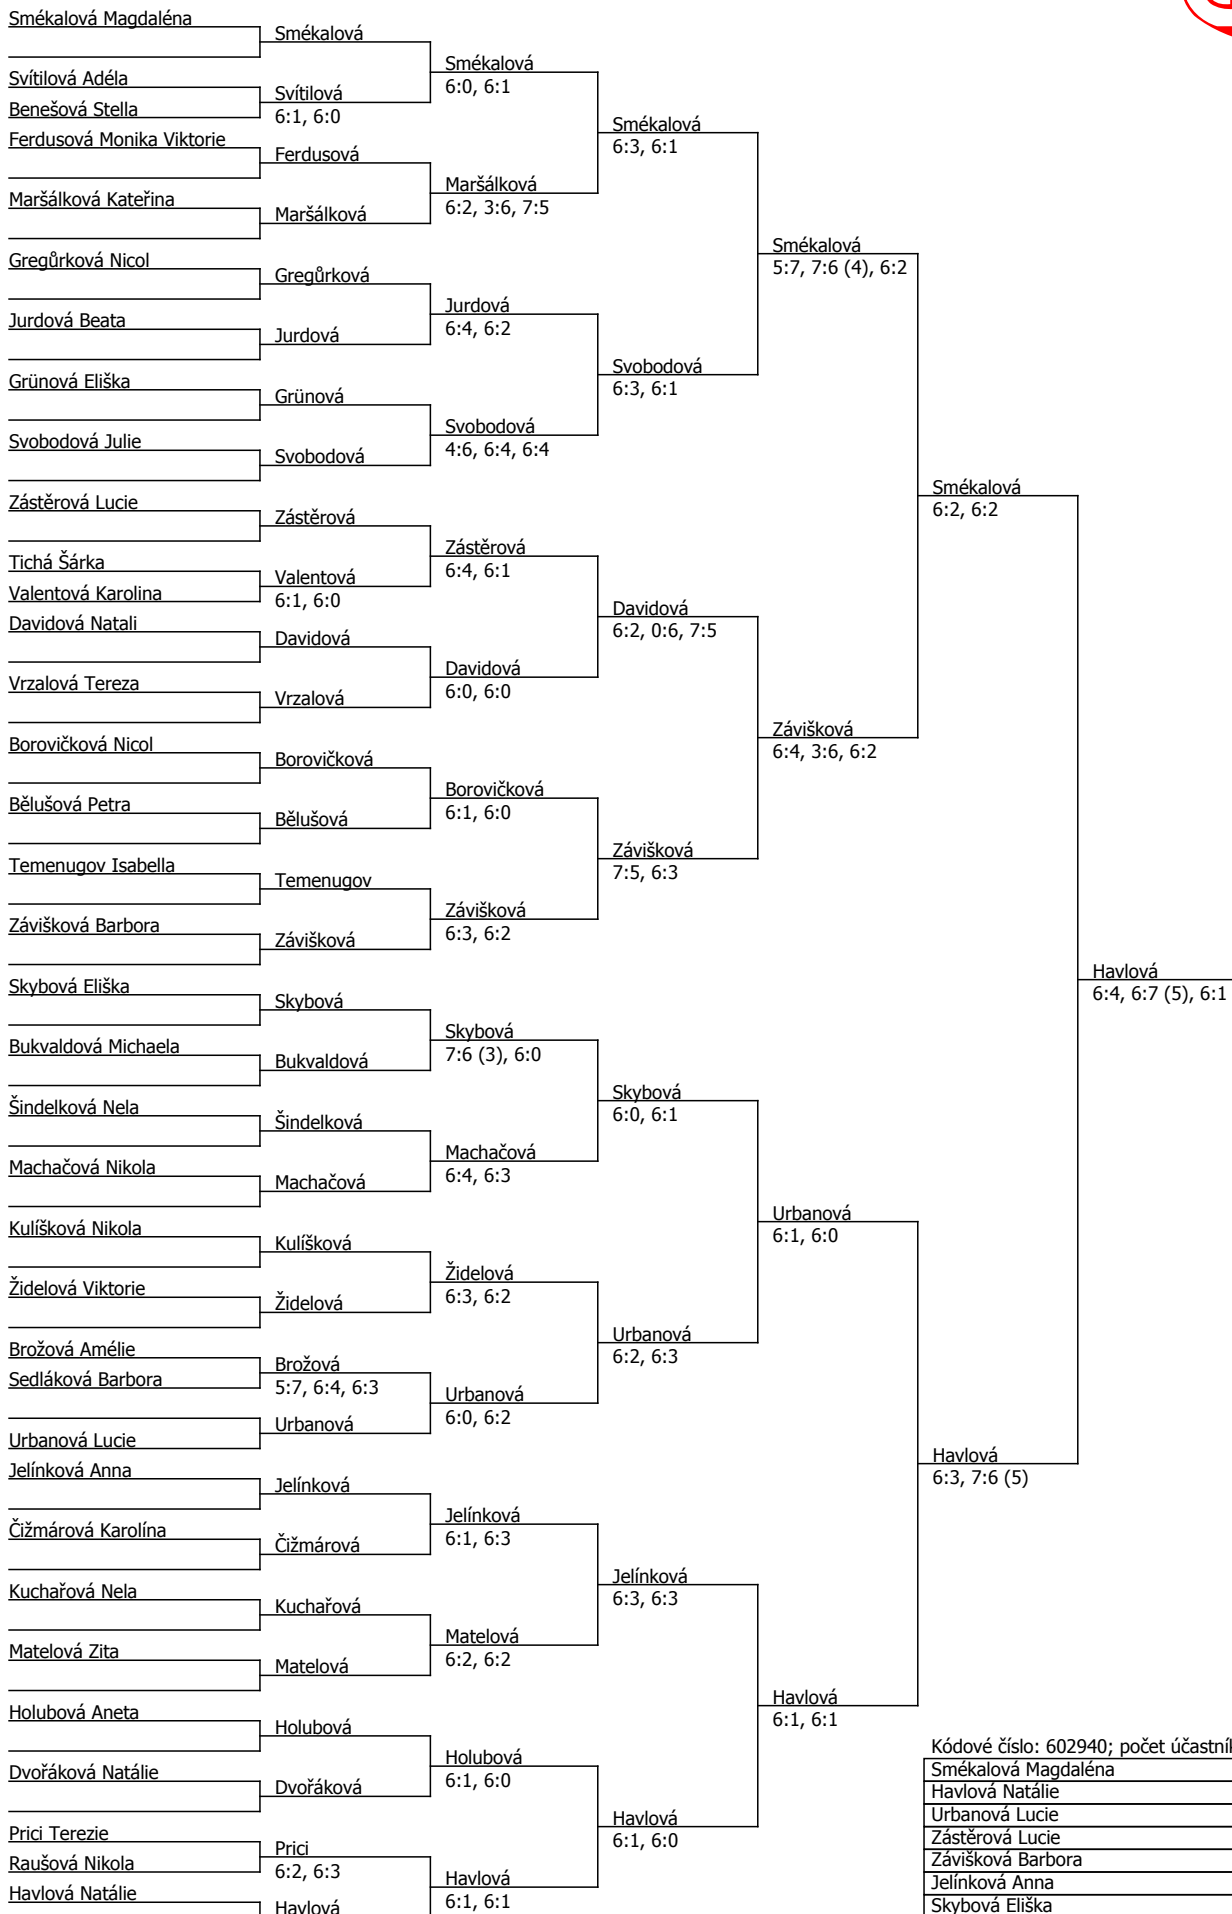 Smékalová Magdaléna
Svítilová Adéla
Benešová Stella
Ferdusová Monika Viktorie
Maršálková Kateřina
Gregůrková Nicol
Jurdová Beata
Grünová Eliška
Svobodová Julie
Zástěrová Lucie
Tichá Šárka
Valentová Karolina
Davidová Natali
Vrzalová Tereza
Borovičková Nicol
Bělušová Petra
Temenugov Isabella
Závišková Barbora
Skybová Eliška
Bukvaldová Michaela
Šindelková Nela
Machačová Nikola
Kulíšková Nikola
Židelová Viktorie
Brožová Amélie
Sedláková Barbora
Urbanová Lucie
Jelínková Anna
Čižmárová Karolína
Kuchařová Nela
Matelová Zita
Holubová Aneta
Dvořáková Natálie
Prici Terezie
Raušová Nikola
Havlová Natálie
Smékalová
Svítilová
6:1, 6:0
Ferdusová
Maršálková
Gregůrková
Jurdová
Grünová
Svobodová
Zástěrová
Valentová
6:1, 6:0
Davidová
Vrzalová
Borovičková
Bělušová
Temenugov
Závišková
Skybová
Bukvaldová
Šindelková
Machačová
Kulíšková
Židelová
Brožová
5:7, 6:4, 6:3
Urbanová
Jelínková
Čižmárová
Kuchařová
Matelová
Holubová
Dvořáková
Prici
6:2, 6:3
Havlová
Smékalová
6:0, 6:1
Maršálková
6:2, 3:6, 7:5
Jurdová
6:4, 6:2
Svobodová
4:6, 6:4, 6:4
Zástěrová
6:4, 6:1
Davidová
6:0, 6:0
Borovičková
6:1, 6:0
Závišková
6:3, 6:2
Skybová
7:6 (3), 6:0
Machačová
6:4, 6:3
Židelová
6:3, 6:2
Urbanová
6:0, 6:2
Jelínková
6:1, 6:3
Matelová
6:2, 6:2
Holubová
6:1, 6:0
Havlová
6:1, 6:1
Smékalová
6:3, 6:1
Svobodová
6:3, 6:1
Davidová
6:2, 0:6, 7:5
Závišková
7:5, 6:3
Skybová
6:0, 6:1
Urbanová
6:2, 6:3
Jelínková
6:3, 6:3
Havlová
6:1, 6:0
Smékalová
5:7, 7:6 (4), 6:2
Závišková
6:4, 3:6, 6:2
Urbanová
6:1, 6:0
Havlová
6:1, 6:1
Smékalová
6:2, 6:2
Havlová
6:3, 7:6 (5)
Havlová
6:4, 6:7 (5), 6:1
Kódové číslo: 602940; počet
Smékalová Magdaléna
Havlová Natálie
Urbanová Lucie
Zástěrová Lucie
Závišková Barbora
Jelínková Anna
Skybová Eliška